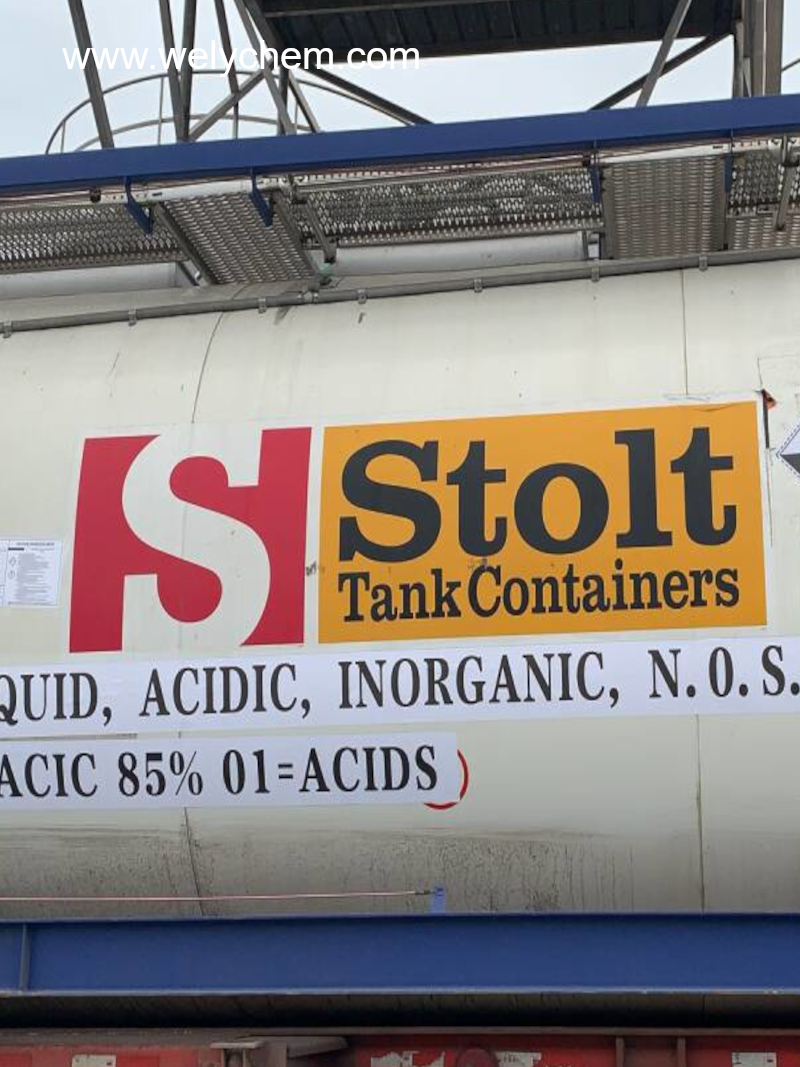 www.welychem.com
S
Stolt
Tank Containers
QUID, ACIDIC, INORGANIC, N.O.S.
ACIC 85% 01=ACIDS